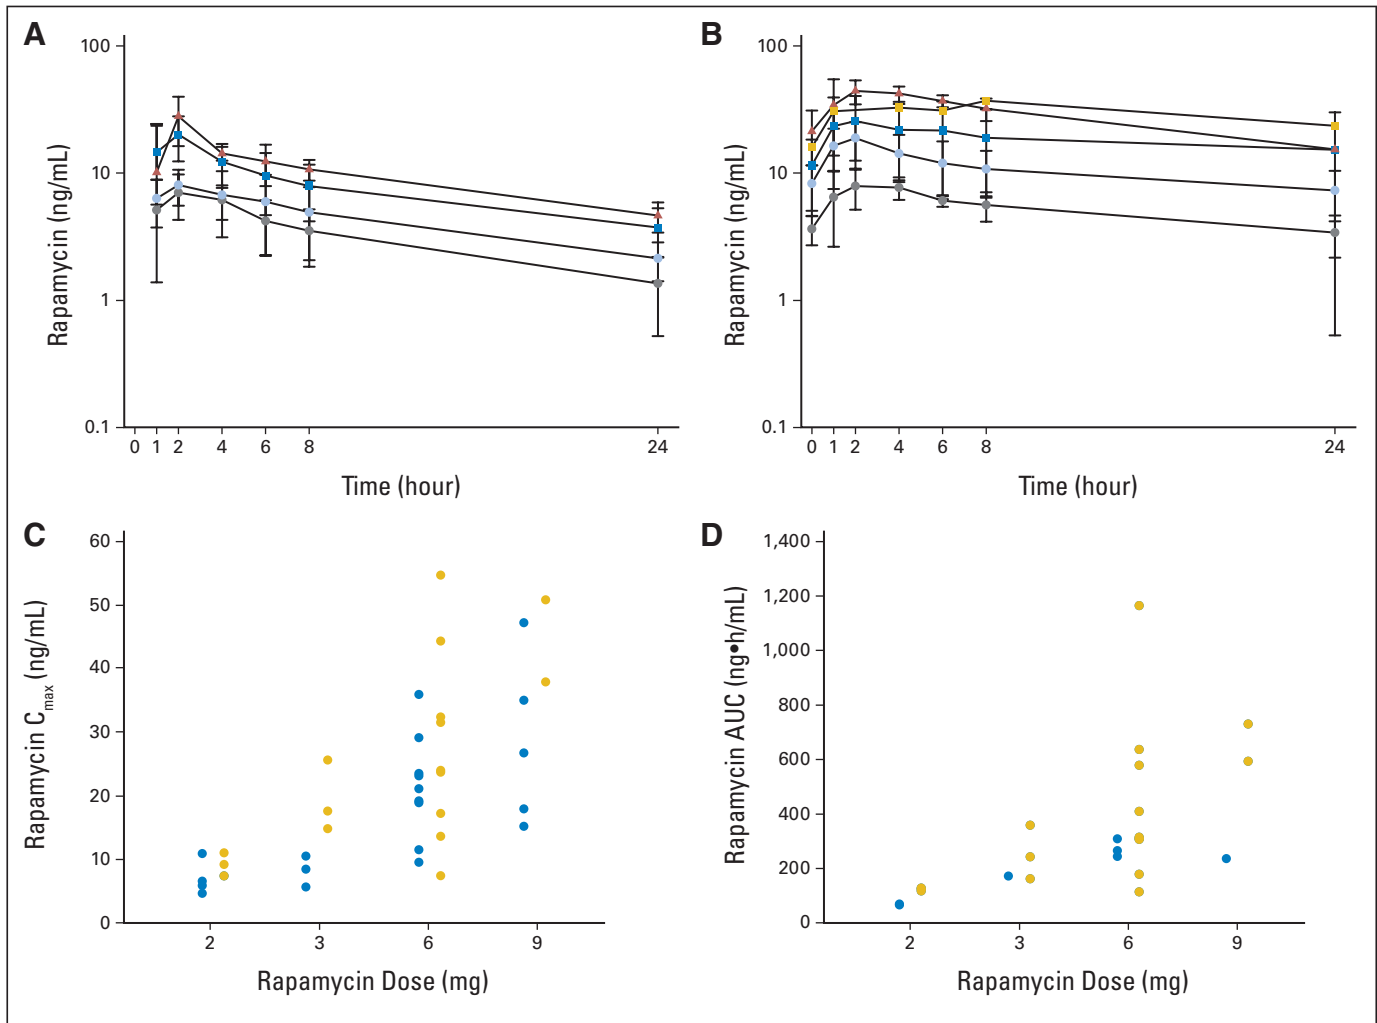 A
100
10
1
0.1
Rapamycin (ng/mL)
0 1 2 4 6 8 24
Time (hour)
B
100
10
1
0.1
Rapamycin (ng/mL)
0 1 2 4 6 8 24
Time (hour)
C
60
50
40
30
20
10
0
Rapamycin Cmax (ng/mL)
2 3 6 9
Rapamycin Dose (mg)
D
1,400
1,200
1,000
800
600
400
200
0
Rapamycin AUC (ng•h/mL)
2 3 6 9
Rapamycin Dose (mg)